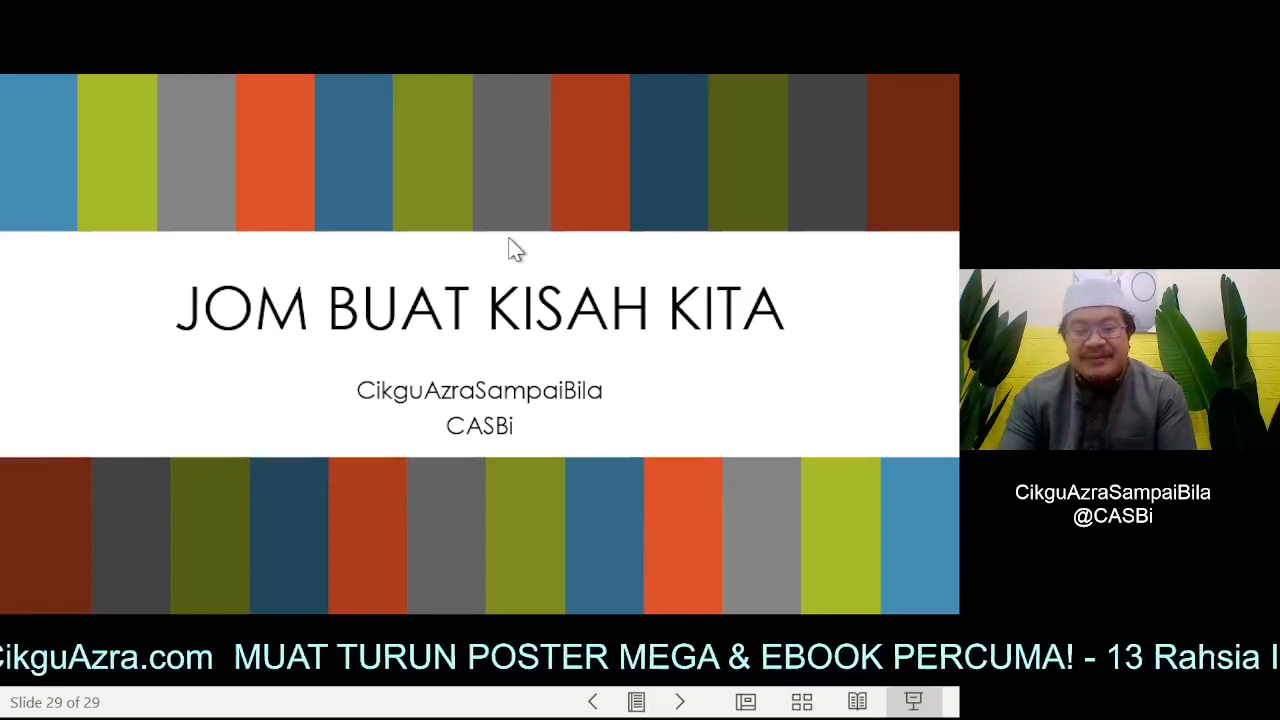 JOM BUAT KISAH KITA
CikguAzraSampaiBila
CASBi
CikguAzraSampaiBila
@CASBi
CikguAzra.com MUAT TURUN POSTER MEGA & EBOOK PERCUMA! - 13 Rahsia
Slide 29 of 29